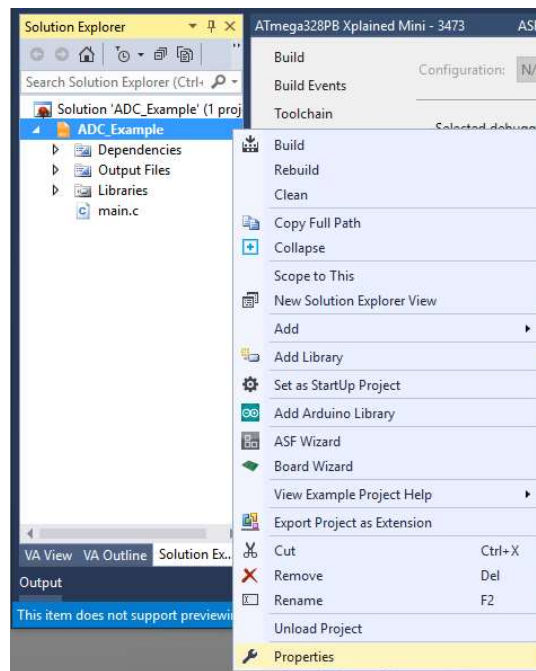 Solution Explorer
ATmega328PB Xplained Mini - 3473
Search Solution Explorer (Ctrl+
Solution 'ADC_Example' (1 proj
ADC_Example
Dependencies
Output Files
Libraries
main.c
Build
Build Events
Toolchain
Configuration: N/
Build
Rebuild
Clean
Copy Full Path
Collapse
Scope to This
New Solution Explorer View
Add
Add Library
Set as StartUp Project
Add Arduino Library
ASF Wizard
Board Wizard
View Example Project Help
Export Project as Extension
Cut Ctrl+X
Remove Del
Rename F2
Unload Project
Properties
VA View VA Outline Solution Ex...
Output
This item does not support previewi